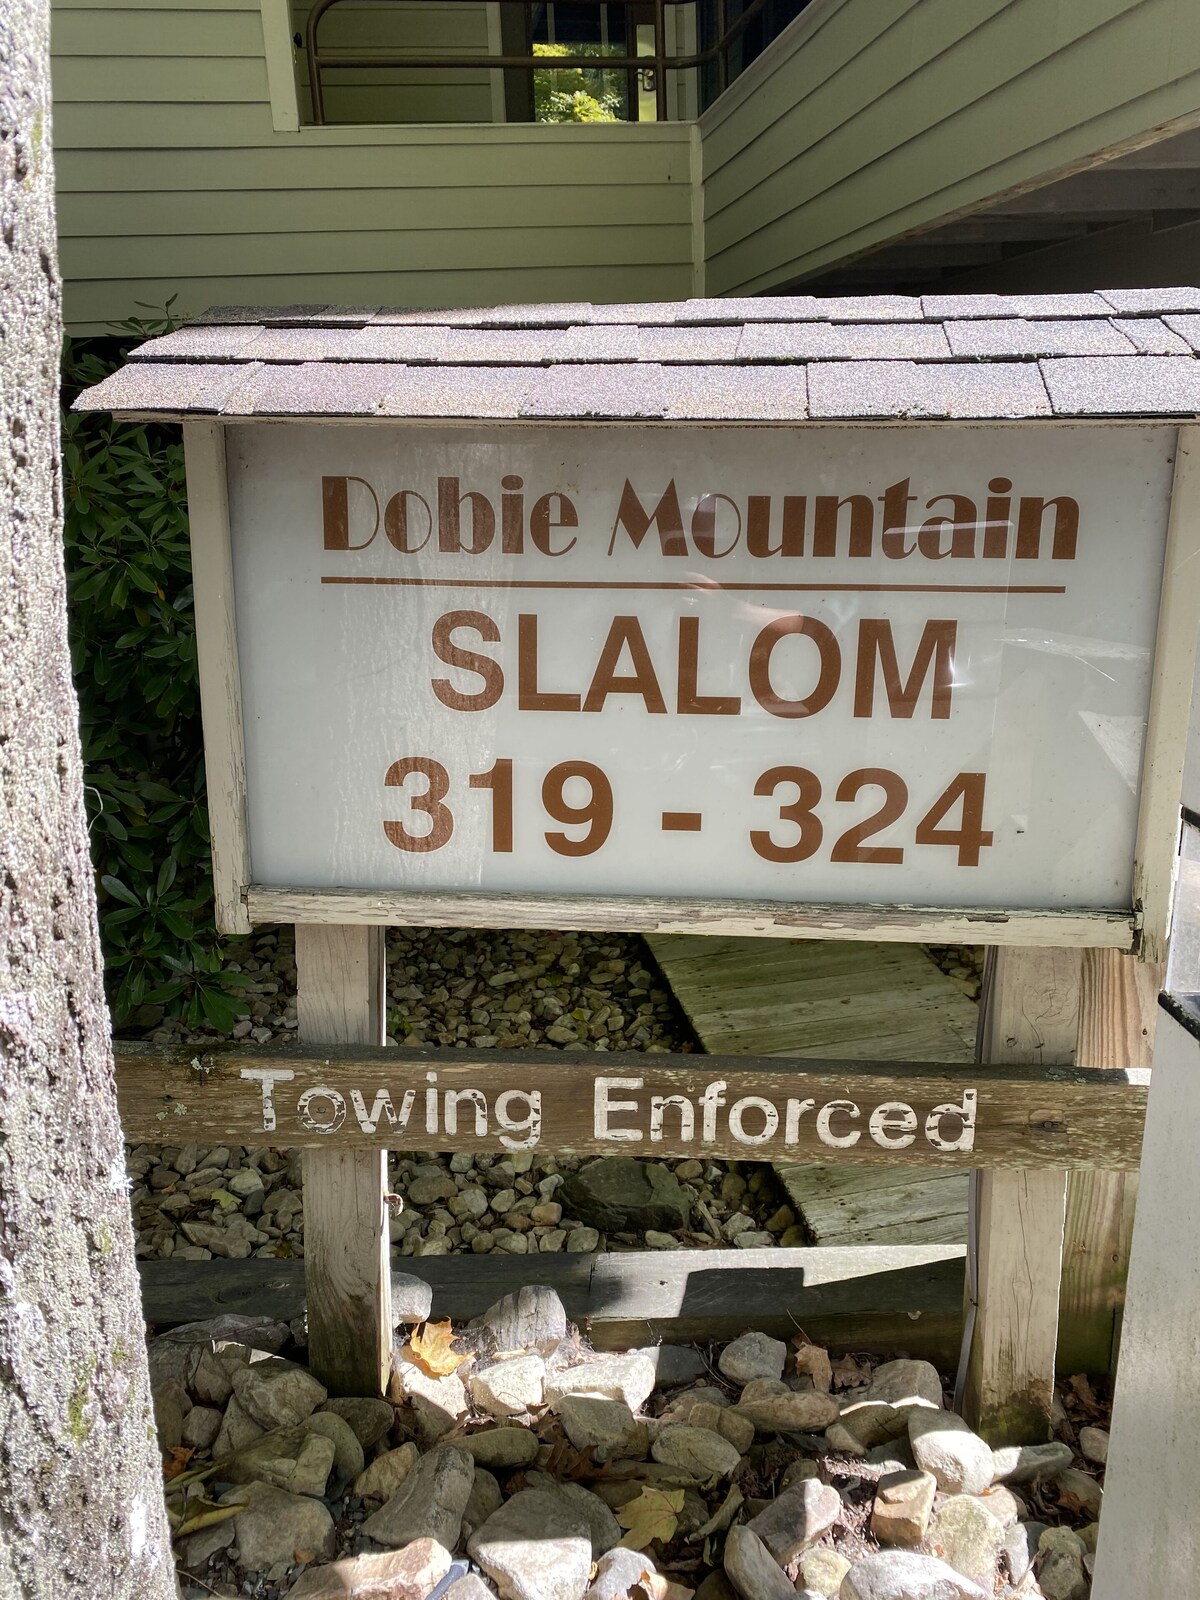 Dobie Mountain
SLALOM
319 - 324
Towing Enforced